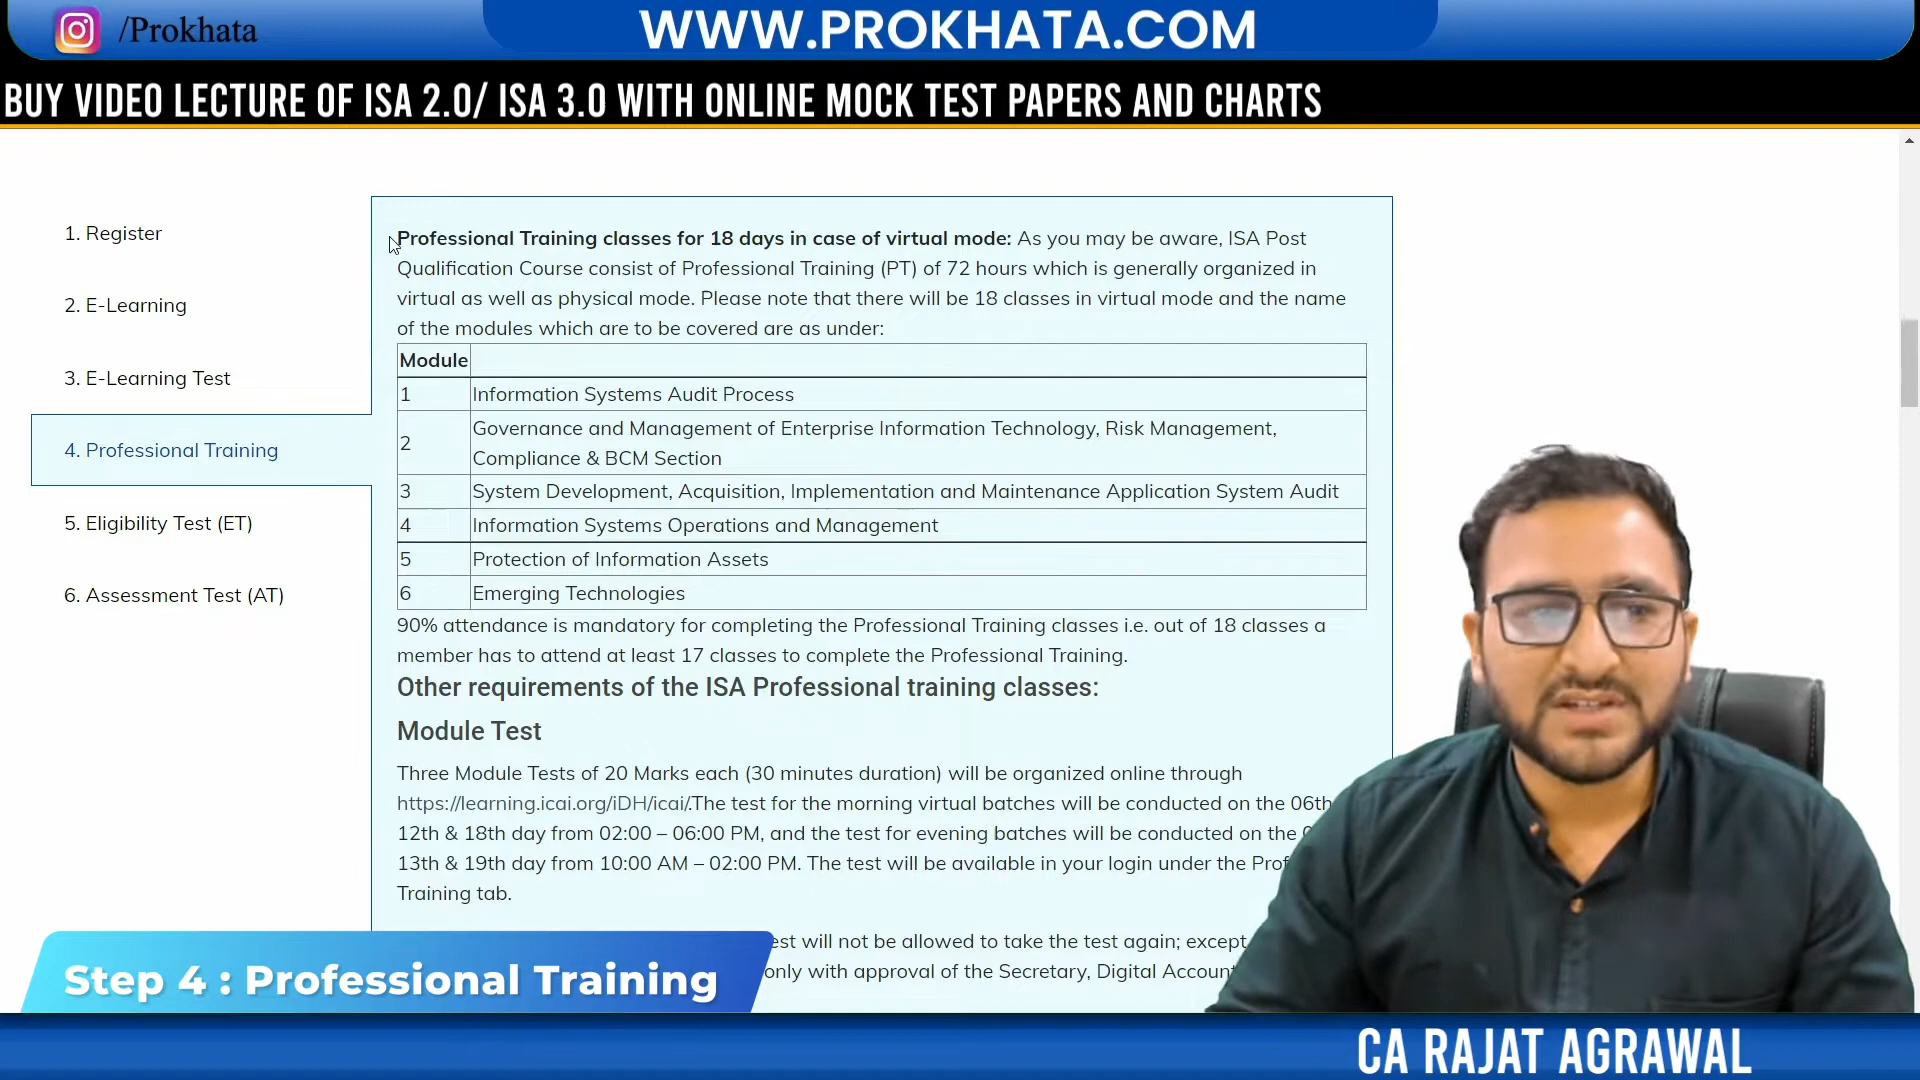 /Prokhata
WWW.PROKHATA.COM
BUY VIDEO LECTURE OF ISA 2.0/ ISA 3.0 WITH ONLINE MOCK TEST PAPERS AND CHARTS
1. Register
2. E-Learning
3. E-Learning Test
4. Professional Training
5. Eligibility Test (ET)
6. Assessment Test (AT)
Professional Training classes for 18 days in case of virtual mode: As you may be aware, ISA Post
Qualification Course consist of Professional Training (PT) of 72 hours which is generally organized in
virtual as well as physical mode. Please note that there will be 18 classes in virtual mode and the name
of the modules which are to be covered are as under:
Module
1 Information Systems Audit Process
2 Governance and Management of Enterprise Information Technology, Risk Management,
Compliance & BCM Section
3 System Development, Acquisition, Implementation and Maintenance Application System Audit
4 Information Systems Operations and Management
5 Protection of Information Assets
6 Emerging Technologies
90% attendance is mandatory for completing the Professional Training classes i.e. out of 18 classes a
member has to attend at least 17 classes to complete the Professional Training.
Other requirements of the ISA Professional training classes:
Module Test
Three Module Tests of 20 Marks each (30 minutes duration) will be organized online through
https://learning.icai.org/iDH/icai/.The test for the morning virtual batches will be conducted on the 06th
12th & 18th day from 02:00 – 06:00 PM, and the test for evening batches will be conducted on the
13th & 19th day from 10:00 AM – 02:00 PM. The test will be available in your login under the
Training tab.
will not be allowed to take the test again; except
only with approval of the Secretary, Digital
Step 4 : Professional Training
CA RAJAT AGRAWAL